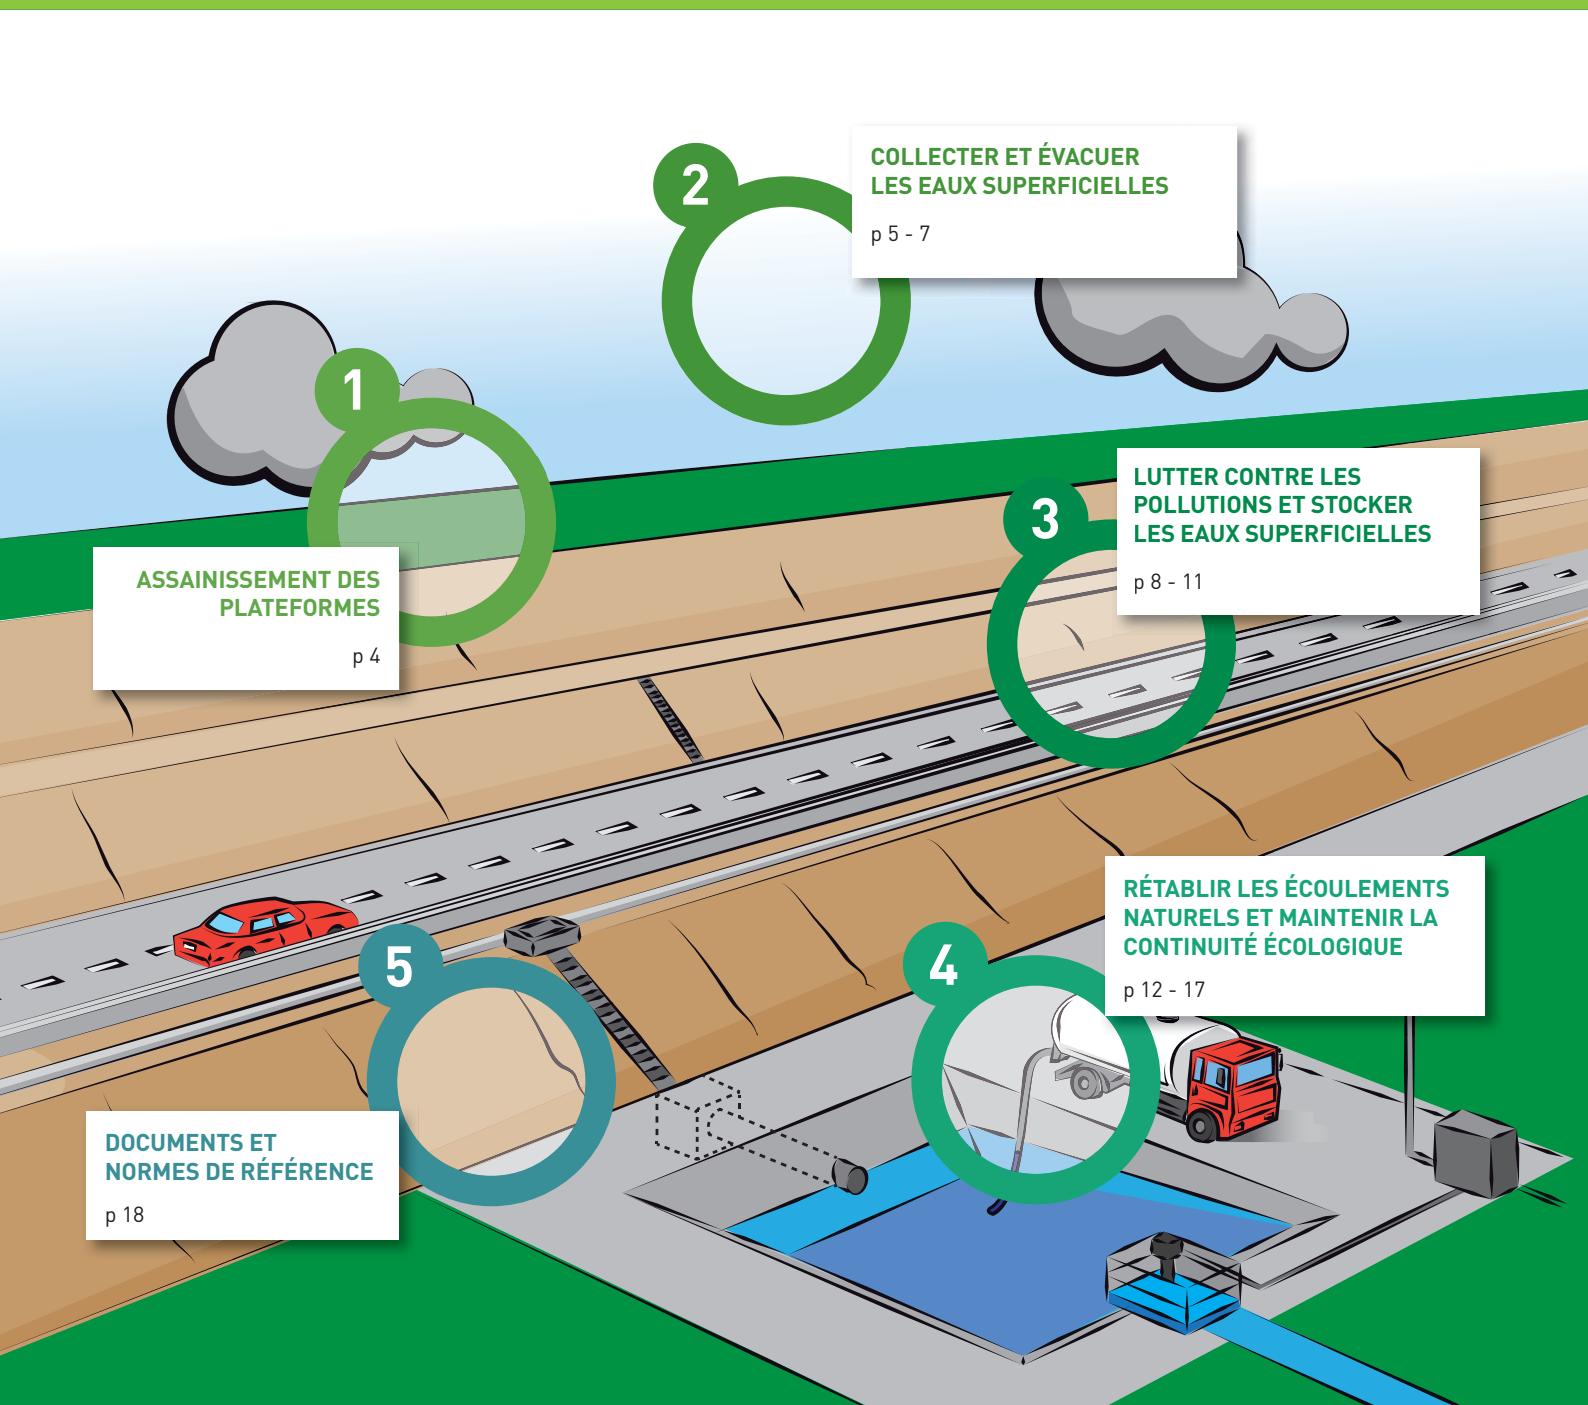 1
ASSAINISSEMENT DES
PLATEFORMES
p 4
2
COLLECTER ET ÉVACUER
LES EAUX SUPERFICIELLES
p 5 - 7
3
LUTTER CONTRE LES
POLLUTIONS ET STOCKER
LES EAUX SUPERFICIELLES
p 8 - 11
4
RÉTABLIR LES ÉCOULEMENTS
NATURELS ET MAINTENIR LA
CONTINUITÉ ÉCOLOGIQUE
p 12 - 17
5
DOCUMENTS ET
NORMES DE RÉFÉRENCE
p 18